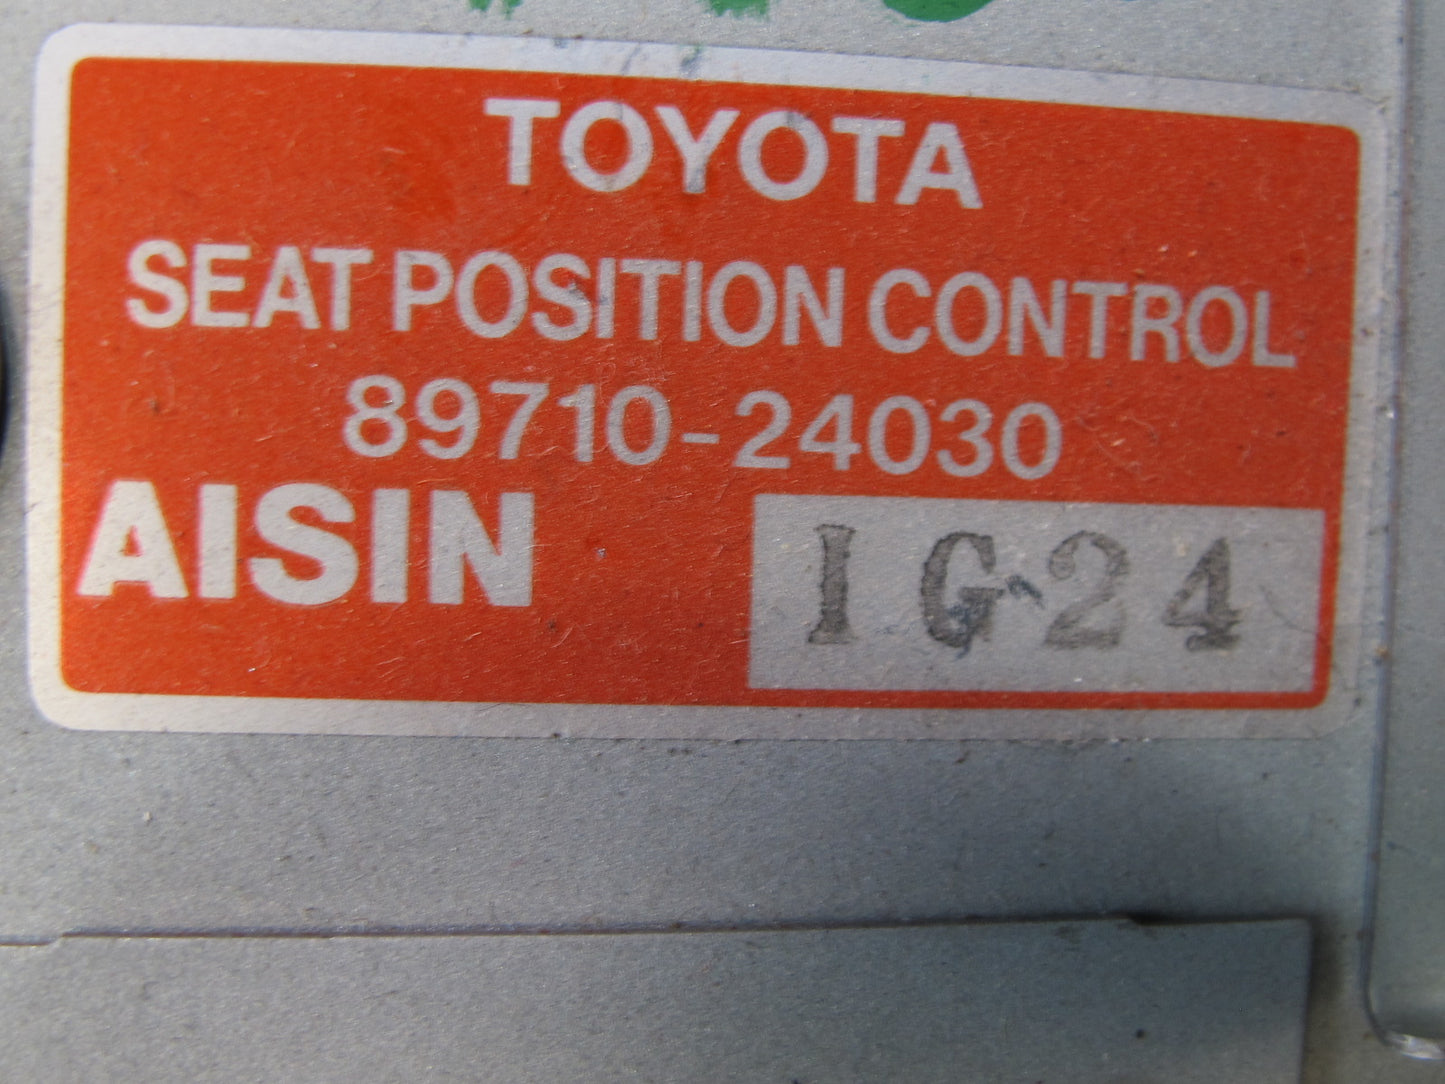 TOYOTA
SEAT POSITION CONTROL
89710-24030
AISIN
IG24